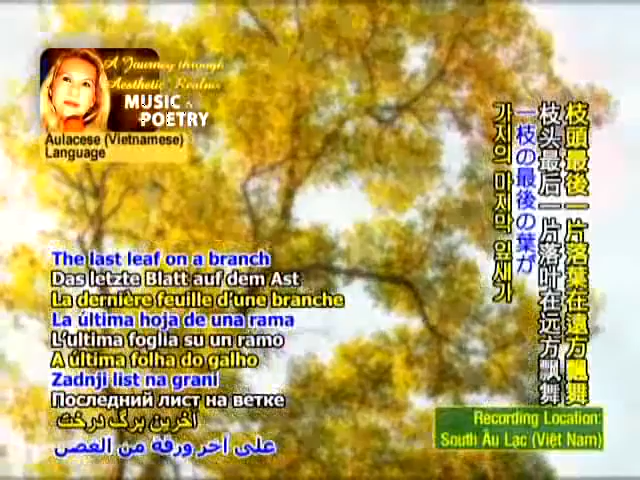 A Journey through
Aesthetic Realms
MUSIC &
POETRY
Aulacese (Vietnamese)
Language
枝頭最後一片落葉在遠方飄舞
枝头最后一片落叶在远方飘舞
一枝の最後の葉が
가지의 마지막 잎새가
The last leaf on a branch
Das letzte Blatt auf dem Ast
La dernière feuille d'une branche
La última hoja de una rama
L'ultima foglia su un ramo
A última folha do galho
Zadnji list na grani
Последний лист на ветке
آخرین برگ درخت
على آخر ورقة من الغصن
Recording Location:
South Âu Lạc (Việt Nam)